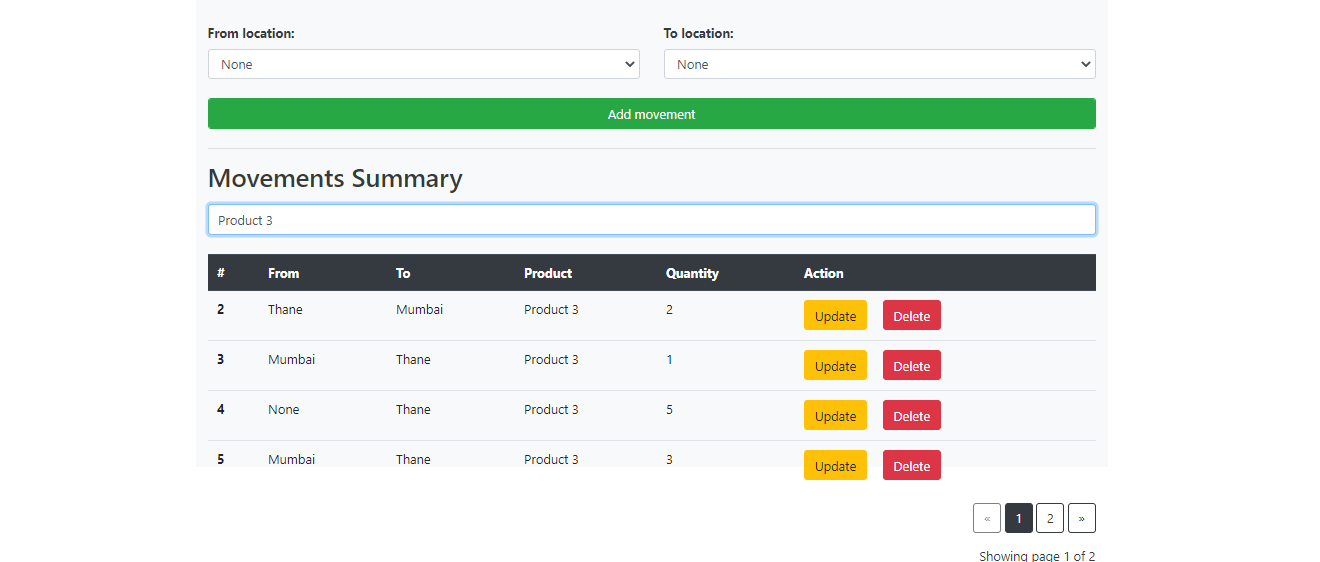 From location: To location:
None None
Add movement
Movements Summary
Product 3
# From To Product Quantity Action
2 Thane Mumbai Product 3 2 Update Delete
3 Mumbai Thane Product 3 1 Update Delete
4 None Thane Product 3 5 Update Delete
5 Mumbai Thane Product 3 3 Update Delete
« 1 2 »
Showing page 1 of 2